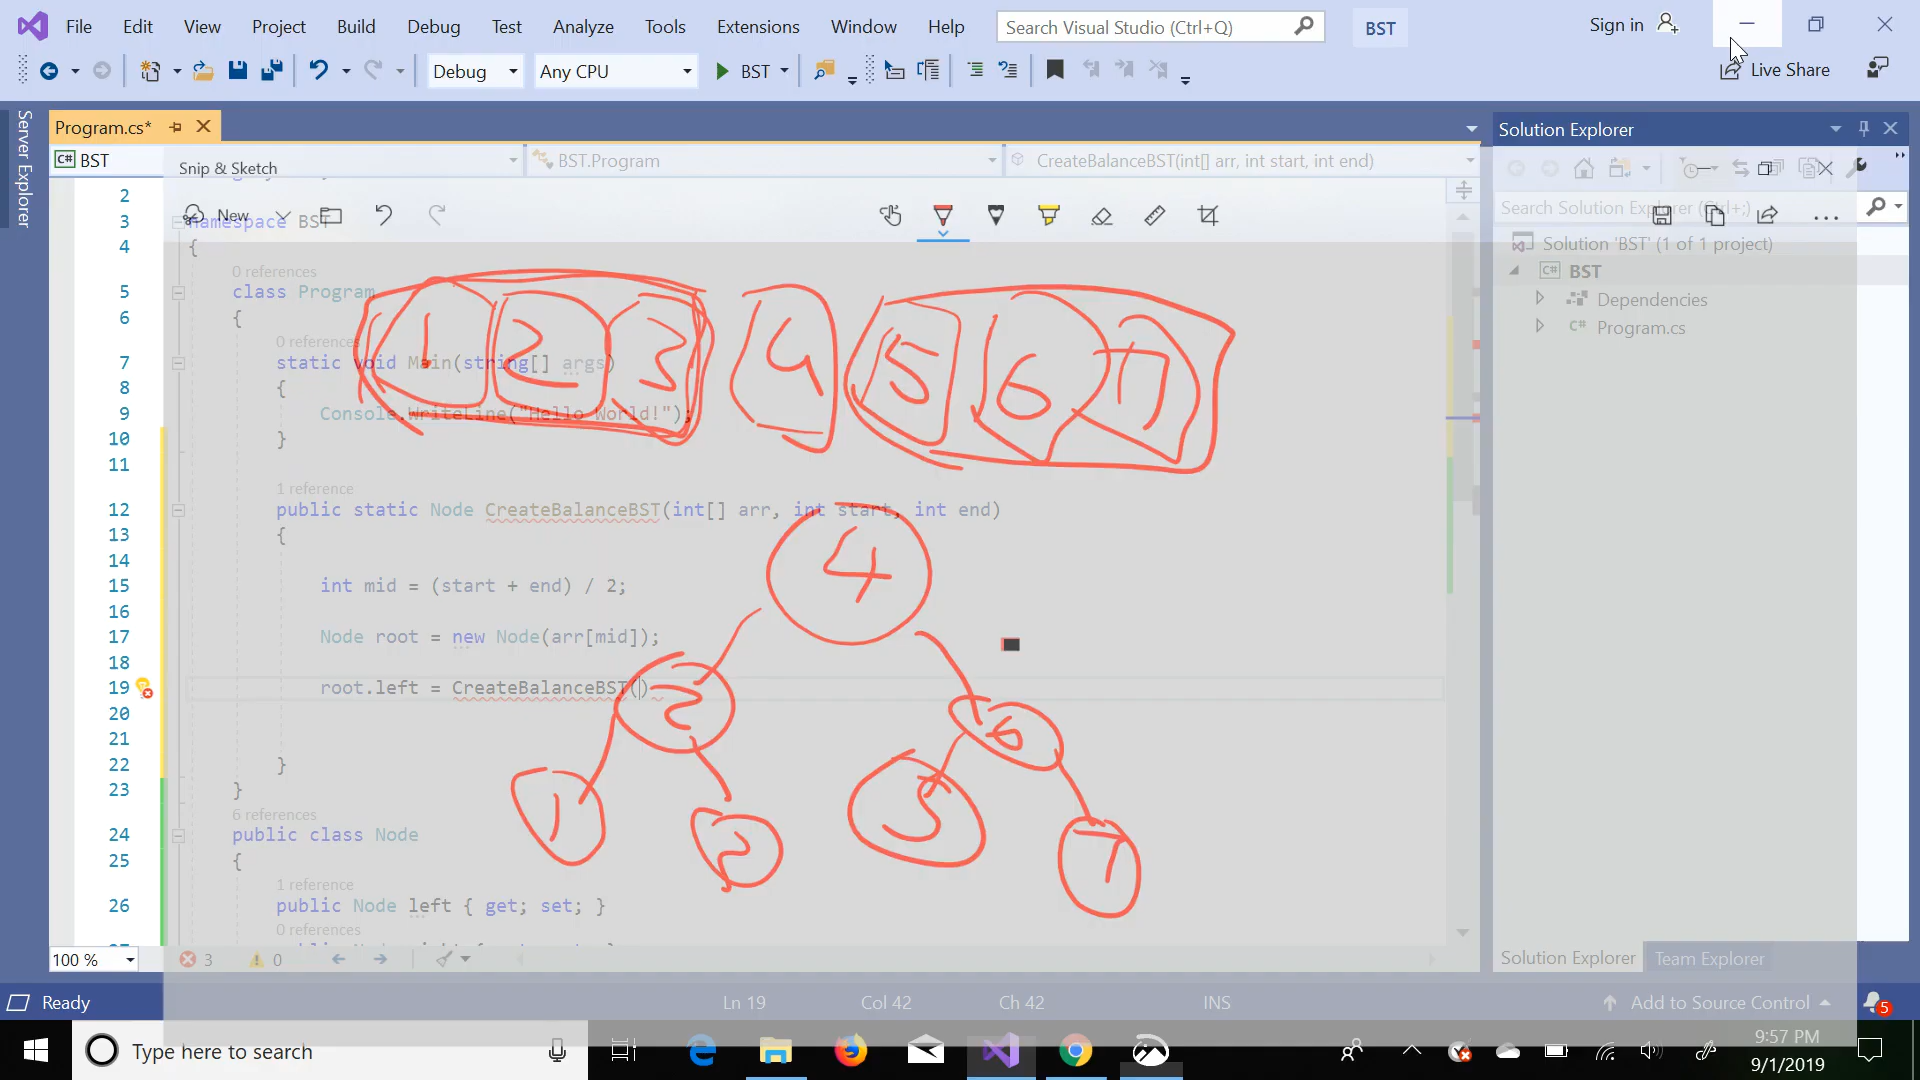 File Edit View Project Build Debug Test Analyze Tools Extensions Window Help Search Visual Studio (Ctrl+Q) BST Sign in
Debug Any CPU BST Live Share
Server Explorer
Program.cs*
Solution Explorer
C# BST
BST.Program
CreateBalanceBST(int[] arr, int start, int end)
Snip & Sketch
New
Search Solution Explorer (Ctrl+;)
Solution 'BST' (1 of 1 project)
C# BST
Dependencies
C# Program.cs
2
3 namespace BST
4 {
0 references
5 class Program
6 {
0 references
7 static void Main(string[] args)
8 {
9 Console.WriteLine("Hello World!");
10 }
11
1 reference
12 public static Node CreateBalanceBST(int[] arr, int start, int end)
13 {
14
15 int mid = (start + end) / 2;
16
17 Node root = new Node(arr[mid]);
18
19 root.left = CreateBalanceBST()
20
21
22 }
23 }
6 references
24 public class Node
25 {
1 reference
26 public Node left { get; set; }
0 references
1 2 3 4 5 6 7
4
2 6
1 2 5 7
100 % 3 0
Solution Explorer Team Explorer
Ready Ln 19 Col 42 Ch 42 INS Add to Source Control 5
Type here to search
9:57 PM
9/1/2019